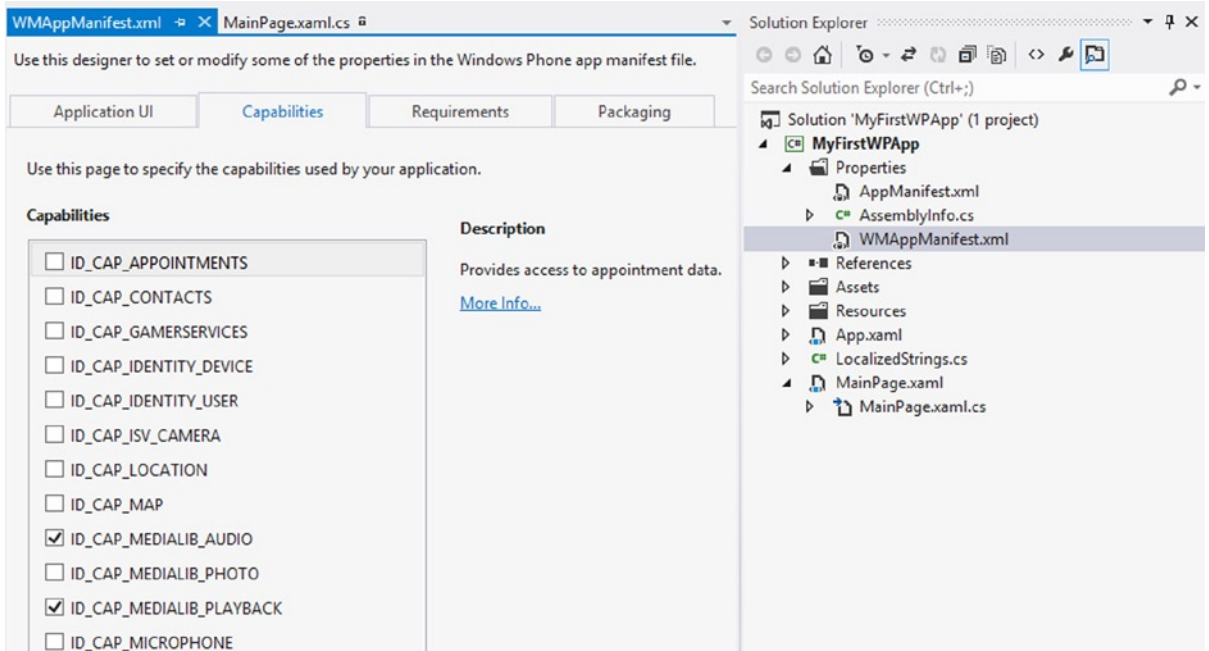 WMAppManifest.xml
MainPage.xaml.cs
Use this designer to set or modify some of the properties in the Windows Phone app manifest file.
Application UI
Capabilities
Requirements
Packaging
Use this page to specify the capabilities used by your application.
Capabilities
ID_CAP_APPOINTMENTS
ID_CAP_CONTACTS
ID_CAP_GAMERSERVICES
ID_CAP_IDENTITY_DEVICE
ID_CAP_IDENTITY_USER
ID_CAP_ISV_CAMERA
ID_CAP_LOCATION
ID_CAP_MAP
ID_CAP_MEDIALIB_AUDIO
ID_CAP_MEDIALIB_PHOTO
ID_CAP_MEDIALIB_PLAYBACK
ID_CAP_MICROPHONE
Description
Provides access to appointment data.
More Info...
Solution Explorer
Search Solution Explorer (Ctrl+;)
Solution 'MyFirstWPApp' (1 project)
C# MyFirstWPApp
Properties
AppManifest.xml
C# AssemblyInfo.cs
WMAppManifest.xml
References
Assets
Resources
App.xaml
C# LocalizedStrings.cs
MainPage.xaml
MainPage.xaml.cs